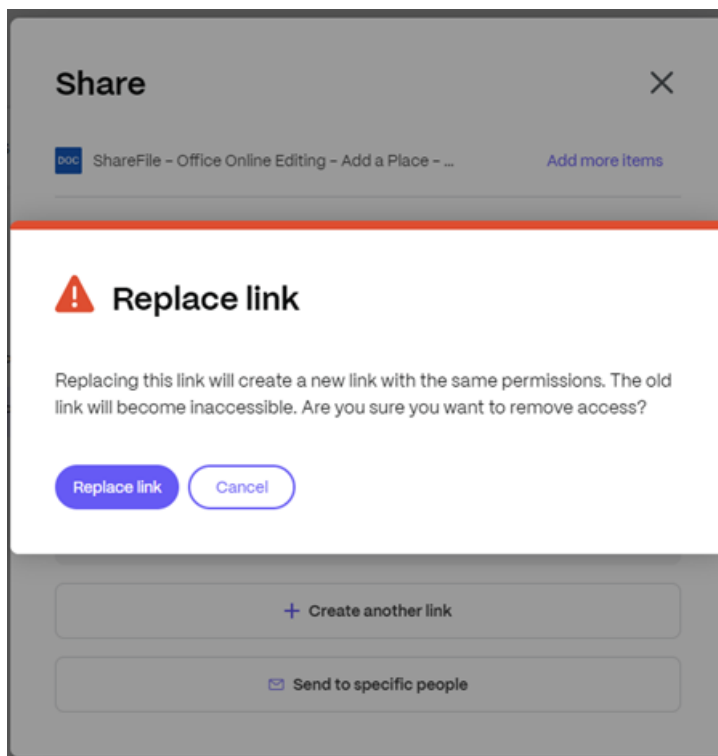 Share
DOC ShareFile – Office Online Editing – Add a Place – ... Add more items
Replace link
Replacing this link will create a new link with the same permissions. The old
link will become inaccessible. Are you sure you want to remove access?
Replace link Cancel
+ Create another link
Send to specific people